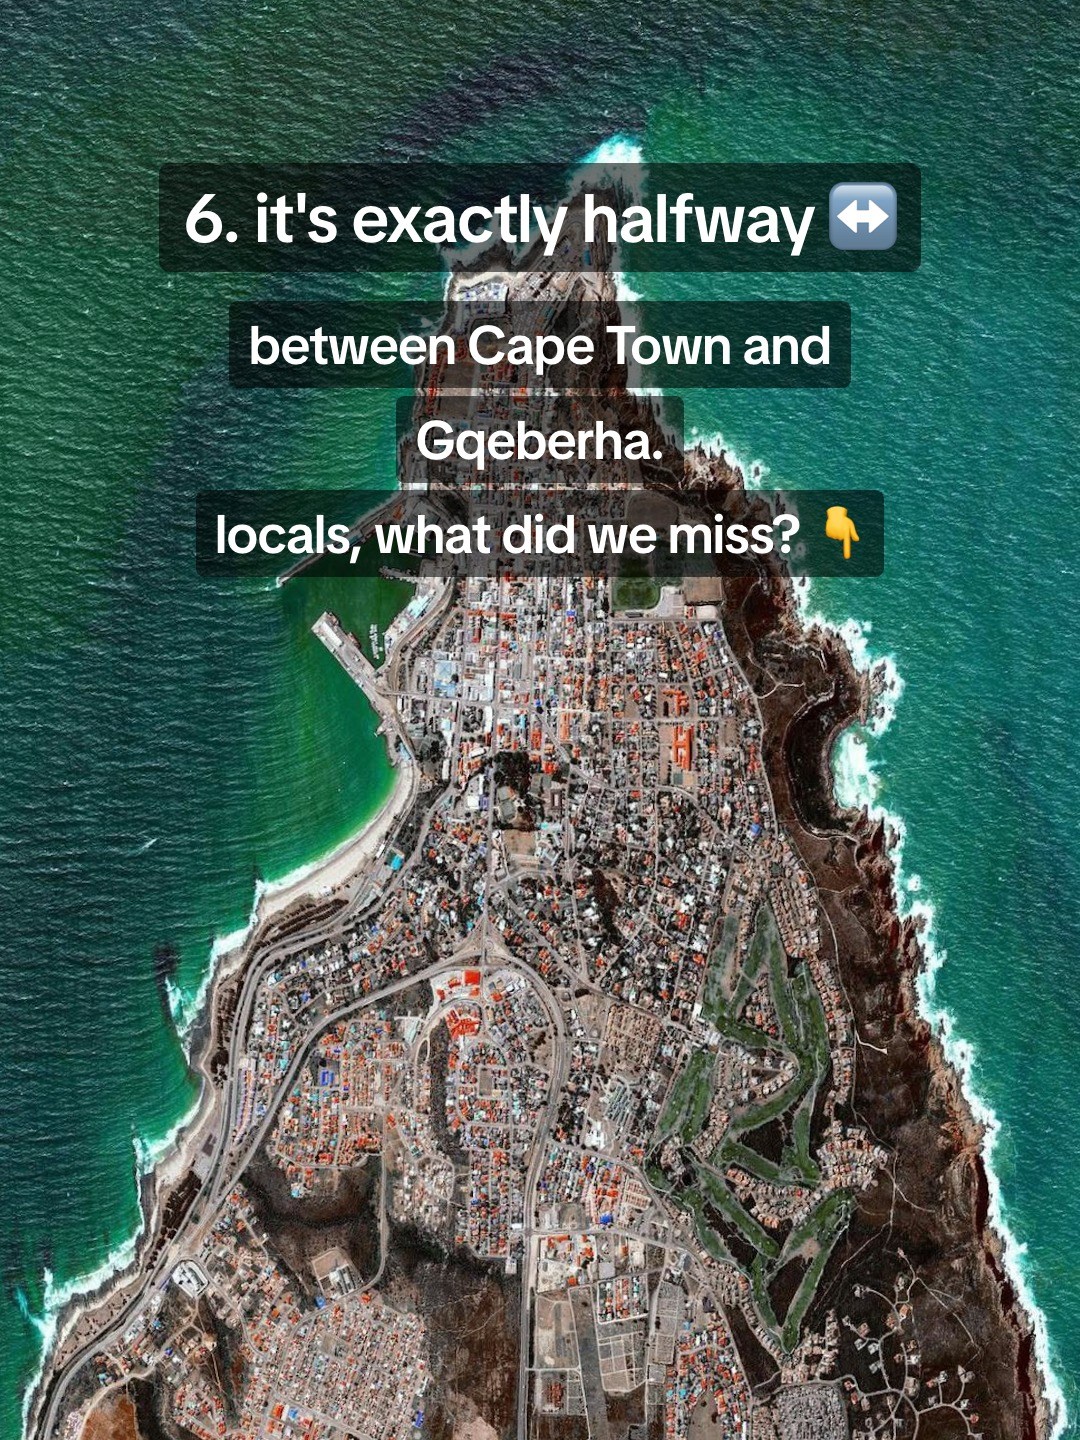 6. it's exactly halfway ↔️
between Cape Town and
Gqeberha.
locals, what did we miss? 👇